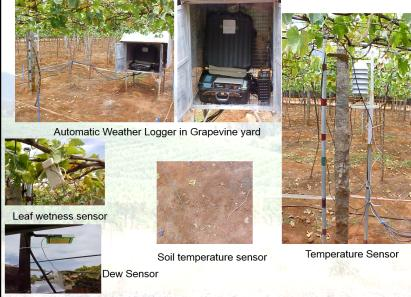 Automatic Weather Logger in Grapevine yard
Leaf wetness sensor
Soil temperature sensor
Temperature Sensor
Dew Sensor